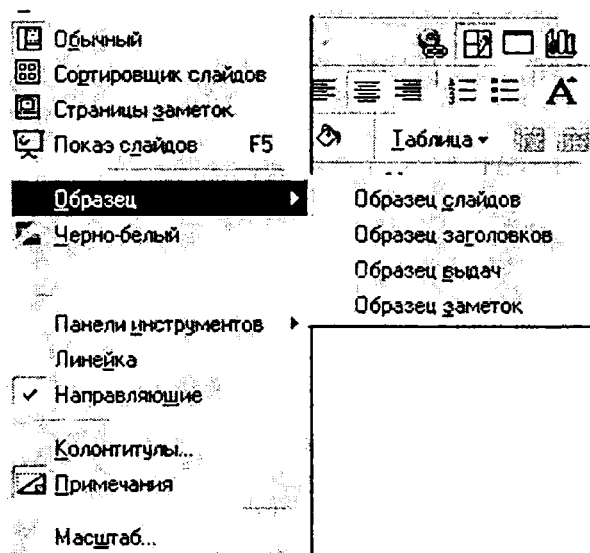 Обычный
Сортировщик слайдов
Страницы заметок
Показ слайдов F5
Таблица
Образец
Образец слайдов
Черно-белый
Образец заголовков
Образец выдач
Образец заметок
Панели инструментов
Линейка
Направляющие
Колонтитулы...
Примечания
Масштаб...